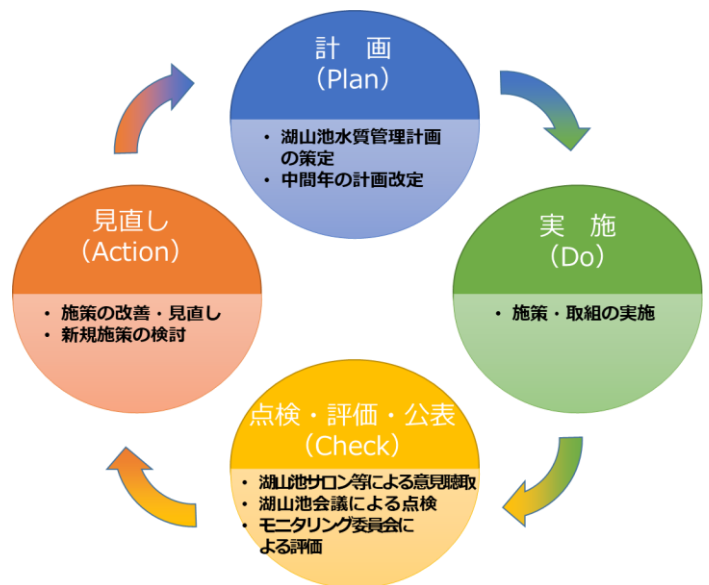 計　画
（Plan）
・ 湖山池水質管理計画
の策定
・ 中間年の計画改定
実　施
（Do）
・ 施策・取組の実施
点検・評価・公表
（Check）
・ 湖山池サロン等による意見聴取
・ 湖山池会議による点検
・ モニタリング委員会に
よる評価
見直し
（Action）
・ 施策の改善・見直し
・ 新規施策の検討